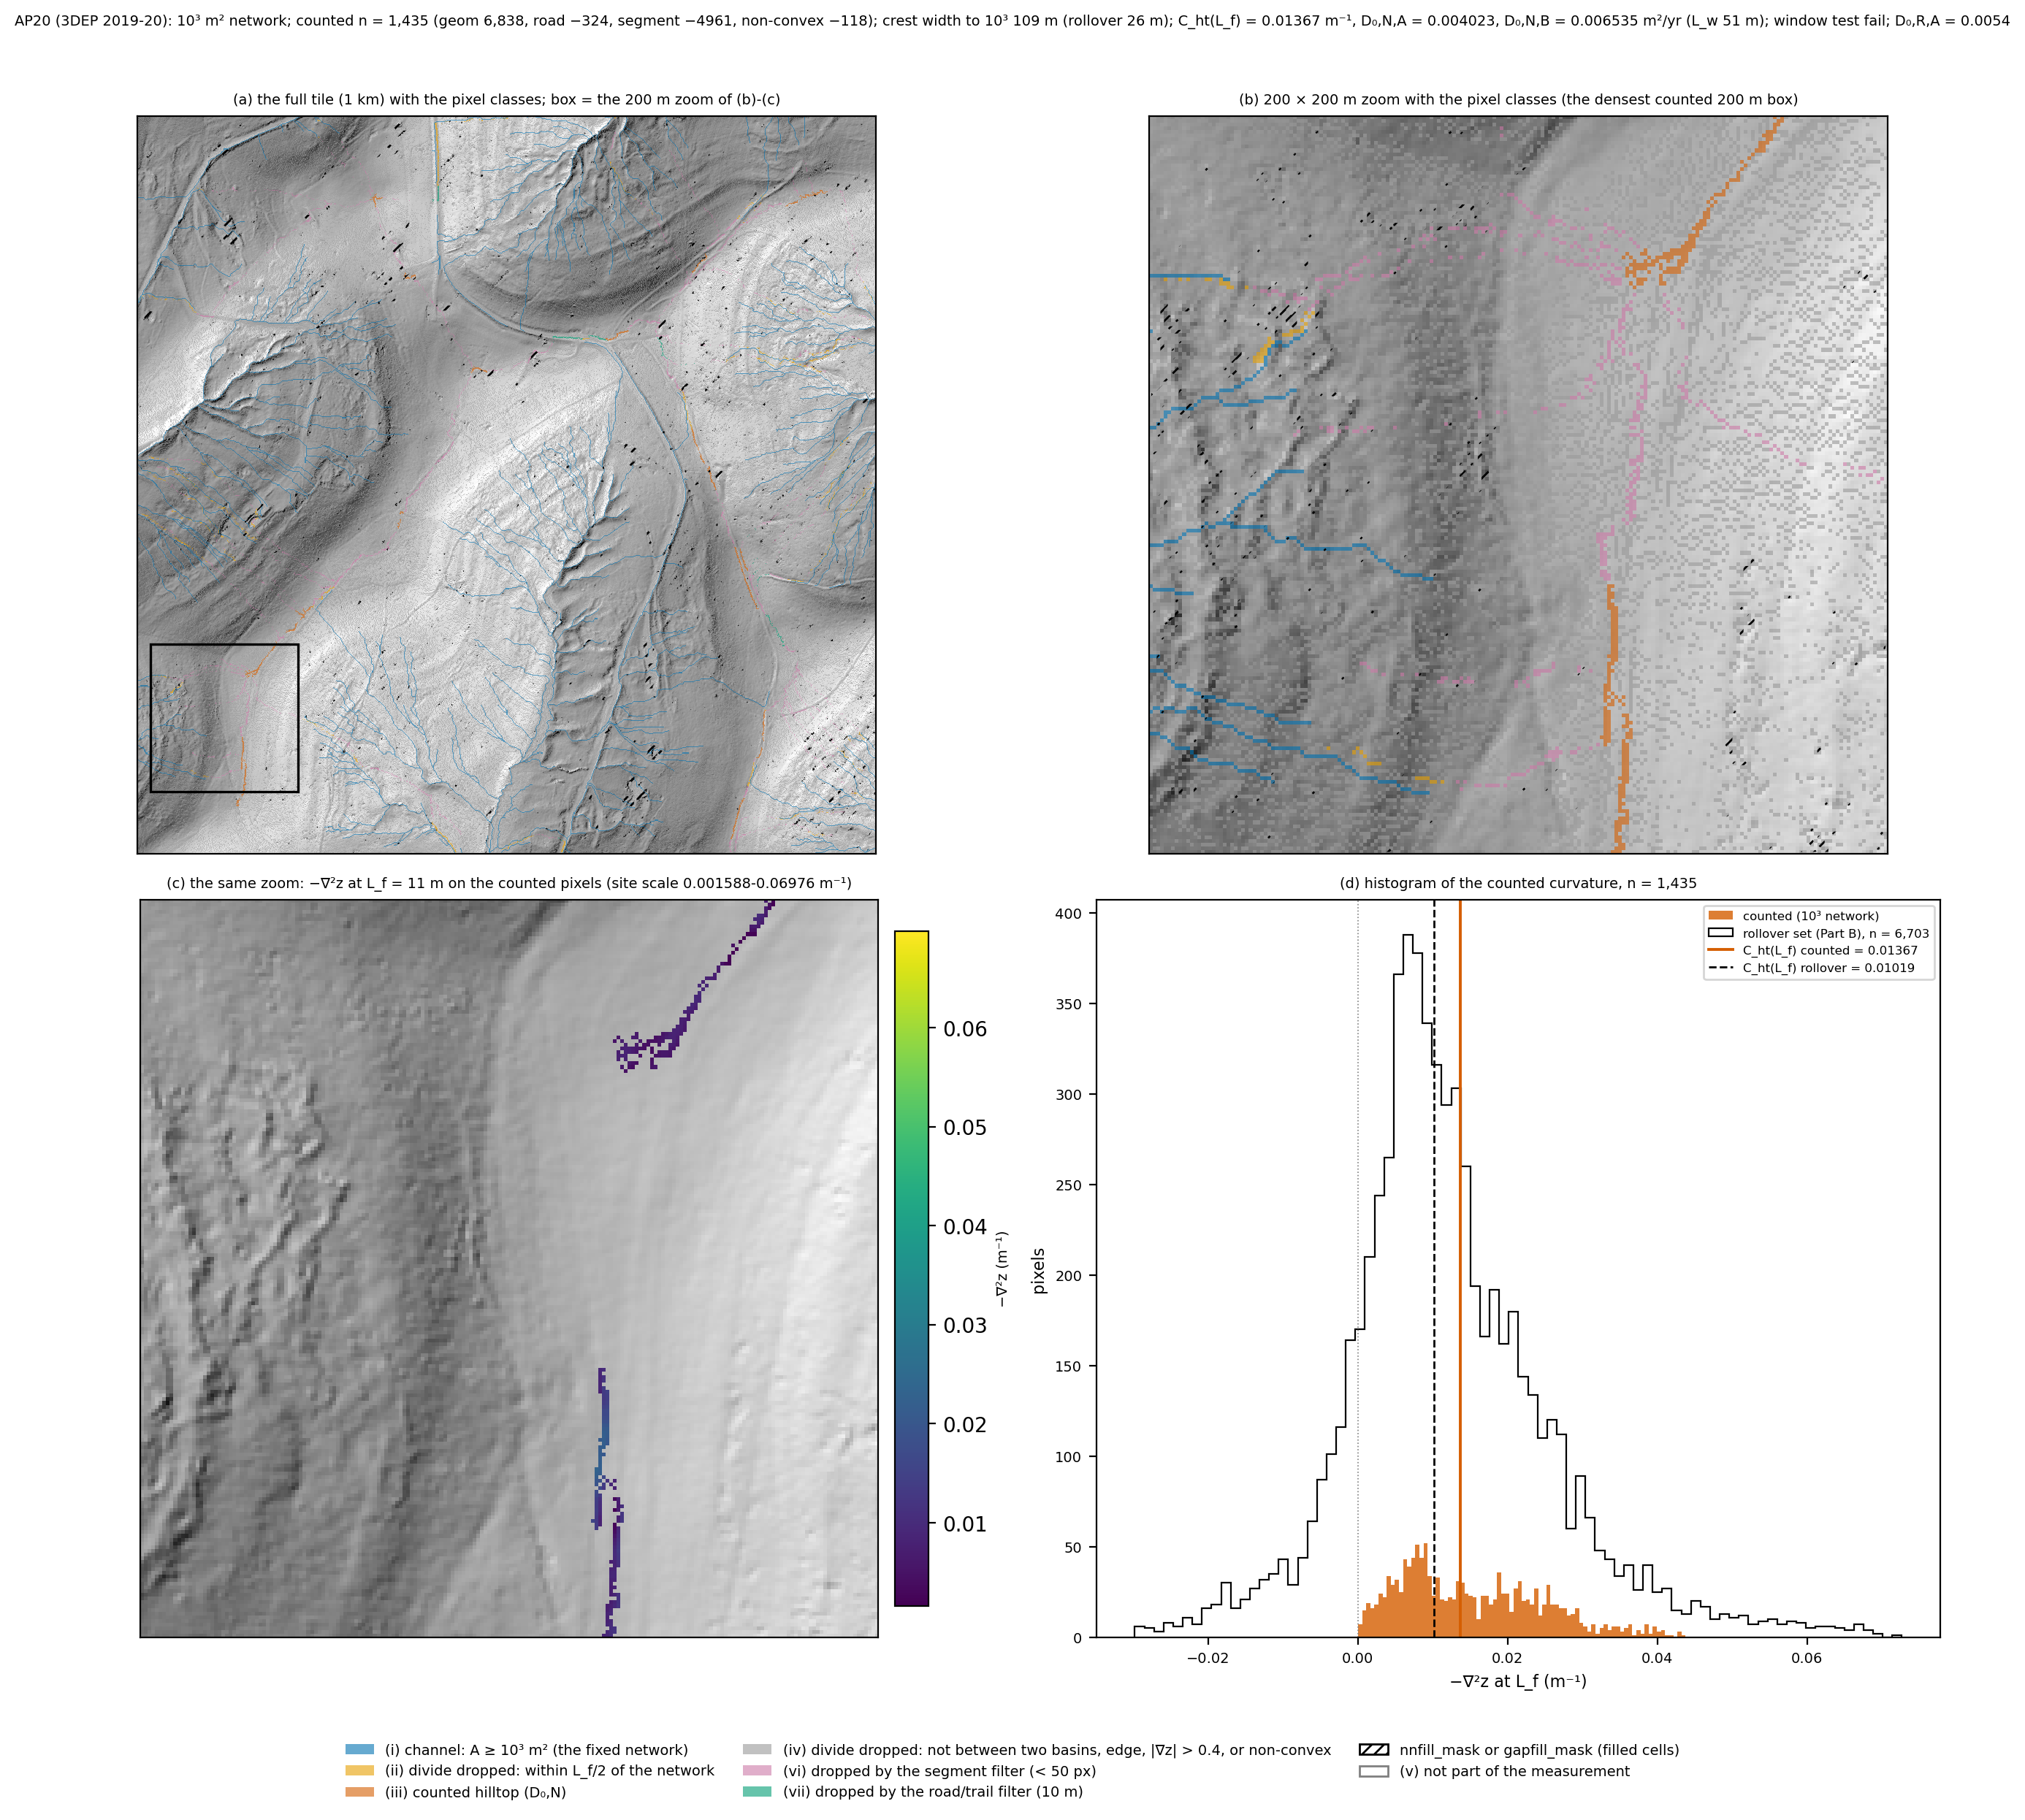 AP20 (3DEP 2019-20): 10³ m² network; counted n = 1,435 (geom 6,838, road −324, segment −4961, non-convex −118); crest width to 10³ 109 m (rollover 26 m); C_ht(L_f) = 0.01367 m⁻¹, D₀,N,A = 0.004023, D₀,N,B = 0.006535 m²/yr (L_w 51 m); window test fail; D₀,R,A = 0.0054
(a) the full tile (1 km) with the pixel classes; box = the 200 m zoom of (b)-(c)
(b) 200 × 200 m zoom with the pixel classes (the densest counted 200 m box)
(c) the same zoom: −∇²z at L_f = 11 m on the counted pixels (site scale 0.001588-0.06976 m⁻¹)
0.06
0.05
0.04
0.03
0.02
0.01
−∇²z (m⁻¹)
(d) histogram of the counted curvature, n = 1,435
counted (10³ network)
rollover set (Part B), n = 6,703
C_ht(L_f) counted = 0.01367
C_ht(L_f) rollover = 0.01019
400
350
300
250
200
150
100
50
0
pixels
−0.02
0.00
0.02
0.04
0.06
−∇²z at L_f (m⁻¹)
(i) channel: A ≥ 10³ m² (the fixed network)
(ii) divide dropped: within L_f/2 of the network
(iii) counted hilltop (D₀,N)
(iv) divide dropped: not between two basins, edge, |∇z| > 0.4, or non-convex
(vi) dropped by the segment filter (< 50 px)
(vii) dropped by the road/trail filter (10 m)
nnfill_mask or gapfill_mask (filled cells)
(v) not part of the measurement